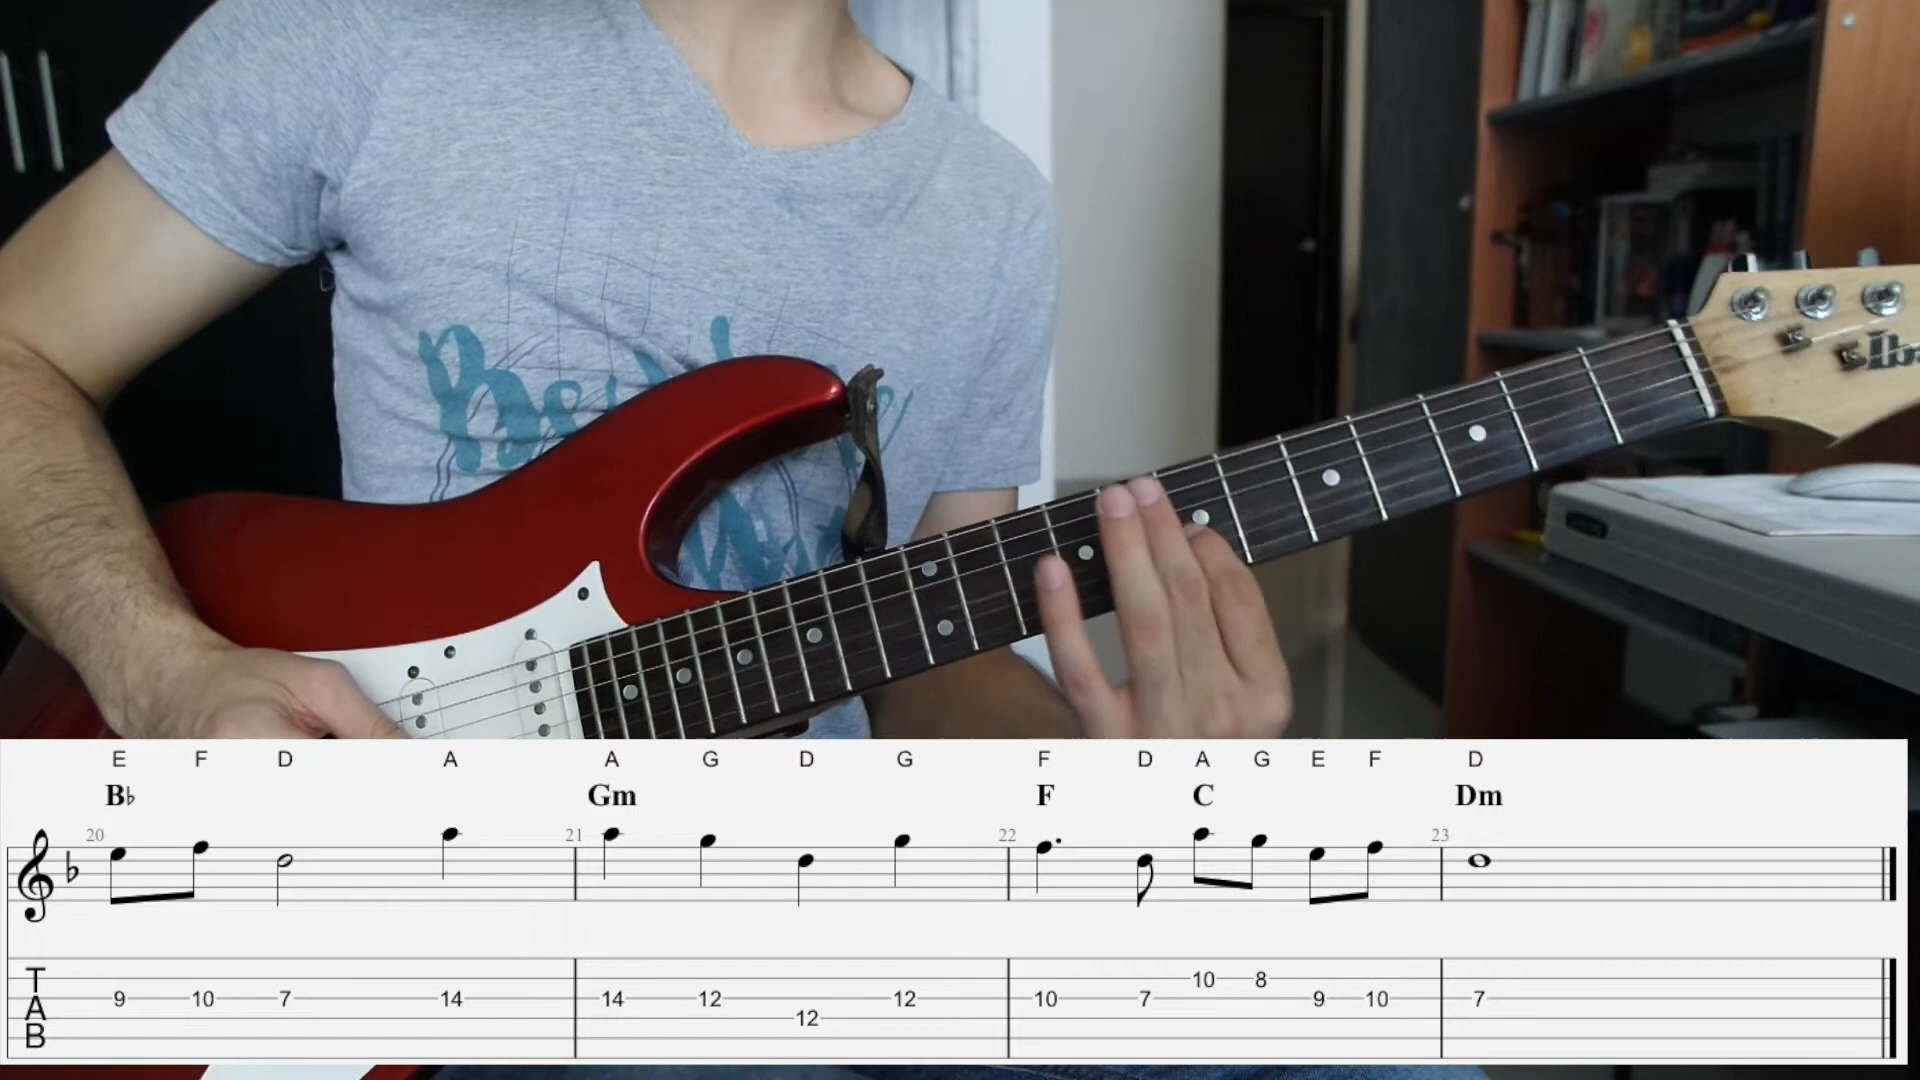 Ib
E F D A A G D G F D A G E F D
B♭ Gm F C Dm
20 21 22 23
T
A
B
10 8
9 10 7 14 14 12 12 10 7 9 10 7
12